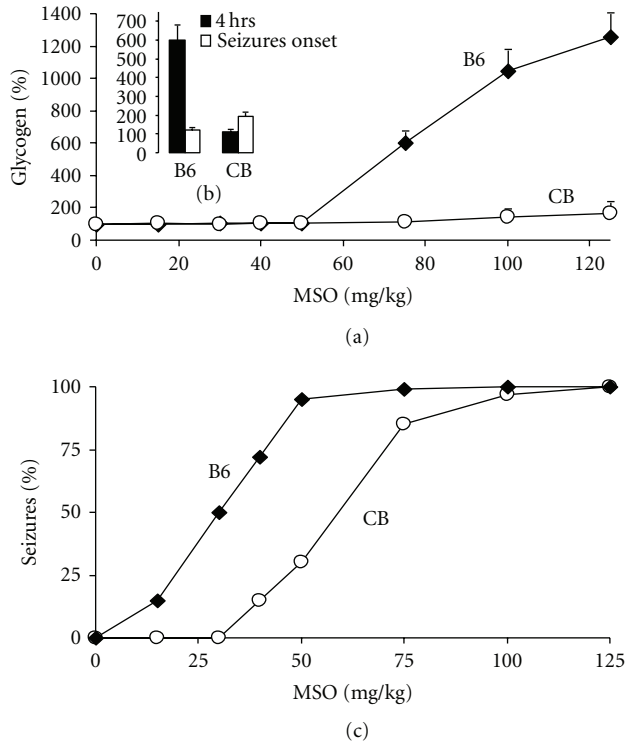 1400
1200
1000
800
600
400
200
0
Glycogen (%)
700
600
500
400
300
200
100
0
4 hrs
Seizures onset
B6
CB
(b)
B6
CB
0
20
40
60
80
100
120
MSO (mg/kg)
(a)
100
75
50
25
0
Seizures (%)
B6
CB
0
25
50
75
100
125
MSO (mg/kg)
(c)